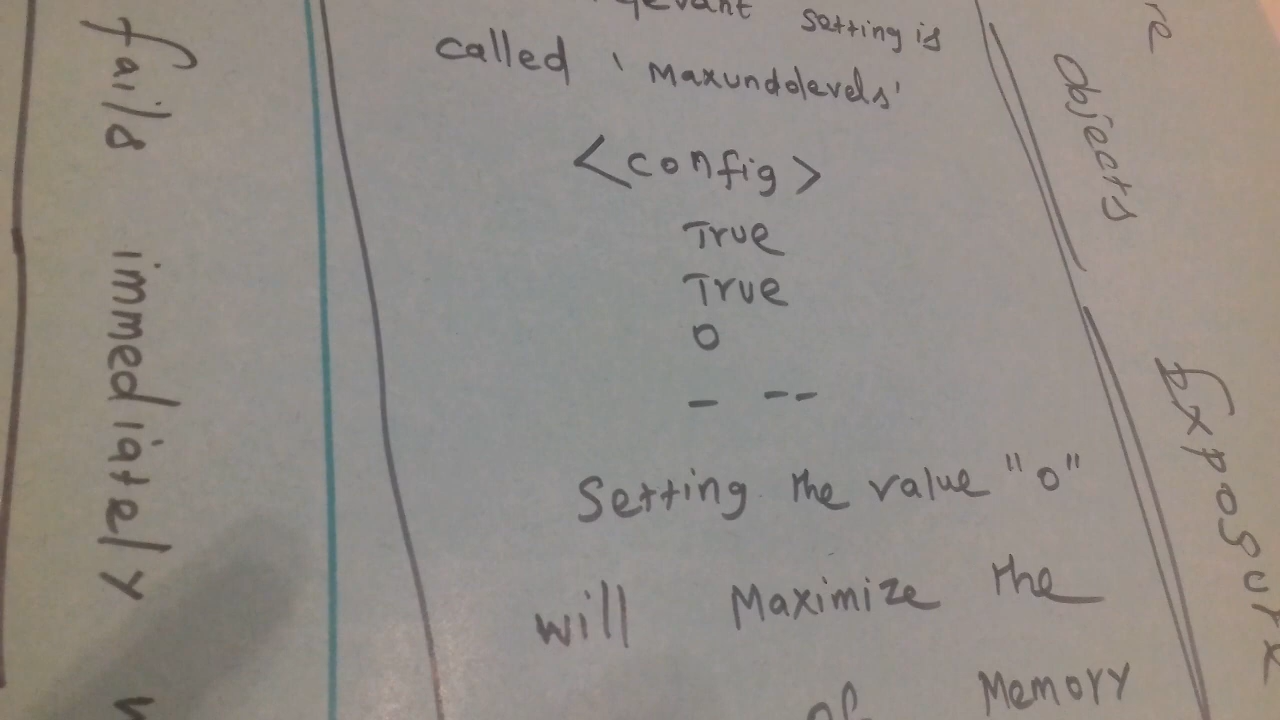 setting is
called 'Maxundolevels'
<config>
True
True
0
- --
Setting the value "0"
will Maximize the
of Memory
fails immediately
Objects
Exposure